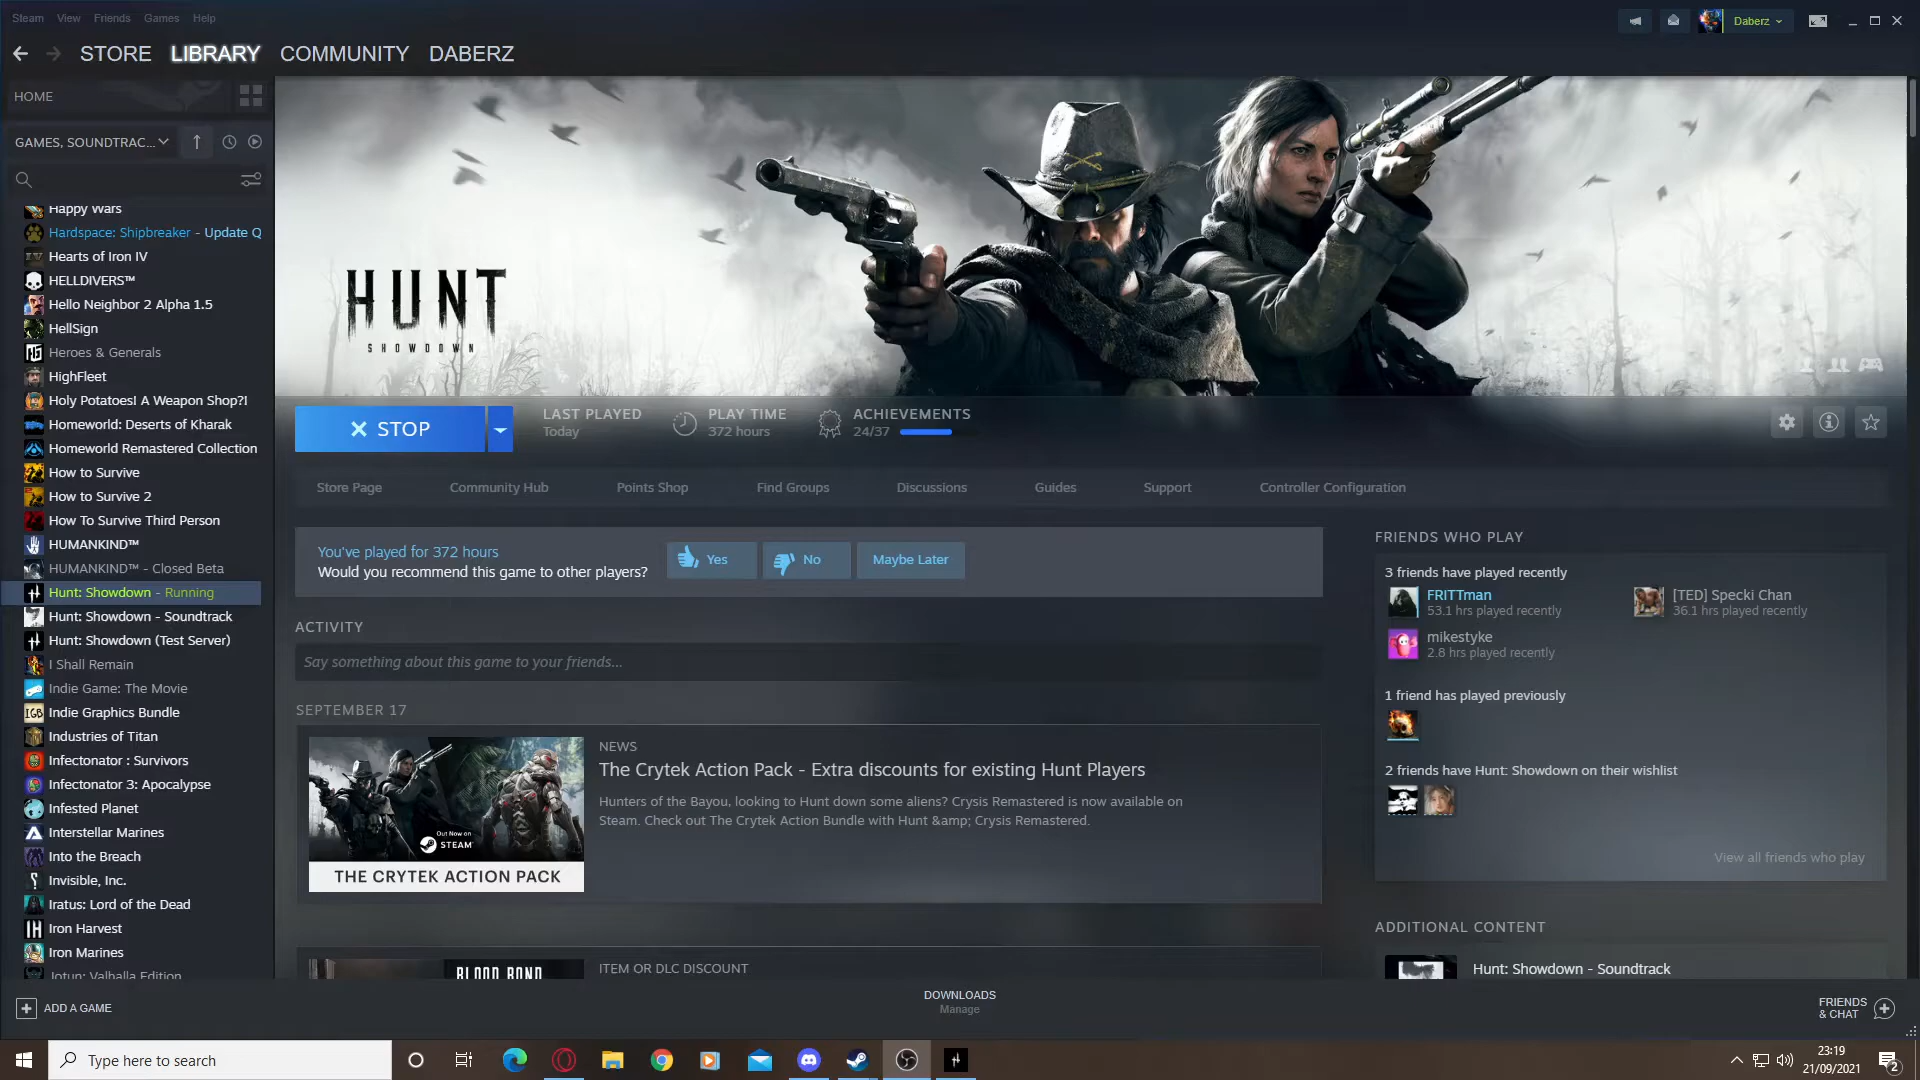 Steam View Friends Games Help
Daberz
STORE LIBRARY COMMUNITY DABERZ
HOME
GAMES, SOUNDTRAC...
Happy Wars
Hardspace: Shipbreaker - Update Q
Hearts of Iron IV
HELLDIVERS™
Hello Neighbor 2 Alpha 1.5
HellSign
Heroes & Generals
HighFleet
Holy Potatoes! A Weapon Shop?!
Homeworld: Deserts of Kharak
Homeworld Remastered Collection
How to Survive
How to Survive 2
How To Survive Third Person
HUMANKIND™
HUMANKIND™ - Closed Beta
Hunt: Showdown - Running
Hunt: Showdown - Soundtrack
Hunt: Showdown (Test Server)
I Shall Remain
Indie Game: The Movie
IGB
Indie Graphics Bundle
Industries of Titan
Infectonator : Survivors
Infectonator 3: Apocalypse
Infested Planet
Interstellar Marines
Into the Breach
Invisible, Inc.
Iratus: Lord of the Dead
Iron Harvest
Iron Marines
Jotun: Valhalla Edition
HUNT
SHOWDOWN
STOP
LAST PLAYED
Today
PLAY TIME
372 hours
ACHIEVEMENTS
24/37
Store Page Community Hub Points Shop Find Groups Discussions Guides Support Controller Configuration
You've played for 372 hours
Would you recommend this game to other players?
Yes No Maybe Later
ACTIVITY
Say something about this game to your friends...
SEPTEMBER 17
Out Now on
STEAM
THE CRYTEK ACTION PACK
NEWS
The Crytek Action Pack - Extra discounts for existing Hunt Players
Hunters of the Bayou, looking to Hunt down some aliens? Crysis Remastered is now available on
Steam. Check out The Crytek Action Bundle with Hunt &amp; Crysis Remastered.
BLOOD BOND
ITEM OR DLC DISCOUNT
FRIENDS WHO PLAY
3 friends have played recently
FRITTman
53.1 hrs played recently
[TED] Specki Chan
36.1 hrs played recently
mikestyke
2.8 hrs played recently
1 friend has played previously
2 friends have Hunt: Showdown on their wishlist
View all friends who play
ADDITIONAL CONTENT
Hunt: Showdown - Soundtrack
ADD A GAME
DOWNLOADS
Manage
FRIENDS
& CHAT
Type here to search
23:19
21/09/2021
2